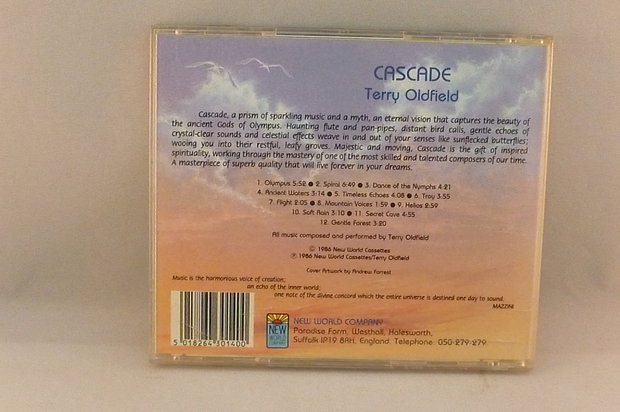 CASCADE
Terry Oldfield
Cascade, a prism of sparkling music and a myth, an eternal vision that captures the beauty of
the ancient Gods of Olympus. Haunting flute and pan-pipes, distant bird calls, gentle echoes of
crystal-clear sounds and celestial effects weave in and out of your senses like sunflecked butterflies;
wooing you into their restful, leafy groves. Majestic and moving, Cascade is the gift of inspired
spirituality, working through the mastery of one of the most skilled and talented composers of our time.
A masterpiece of superb quality that will live forever in your dreams.
1. Olympus 5:52 ● 2. Spiral 6:49 ● 3. Dance of the Nymphs 4:21
4. Ancient Waters 3:14 ● 5. Timeless Echoes 4:08 ● 6. Troy 3:55
7. Flight 2:05 ● 8. Mountain Voices 1:59 ● 9. Helios 2:59
10. Soft Rain 3:10 ● 11. Secret Cave 4:55
12. Gentle Forest 3:20
All music composed and performed by Terry Oldfield
© 1986 New World Cassettes
℗ 1986 New World Cassettes/Terry Oldfield
Cover Artwork by Andrew Forrest
Music is the harmonious voice of creation;
an echo of the inner world;
one note of the divine concord which the entire universe is destined one day to sound.
MAZZINI
5 018264 301400
NEW WORLD COMPANY
NEW WORLD COMPANY
Paradise Farm, Westhall, Halesworth,
Suffolk IP19 8RH, England. Telephone: 050-279-279